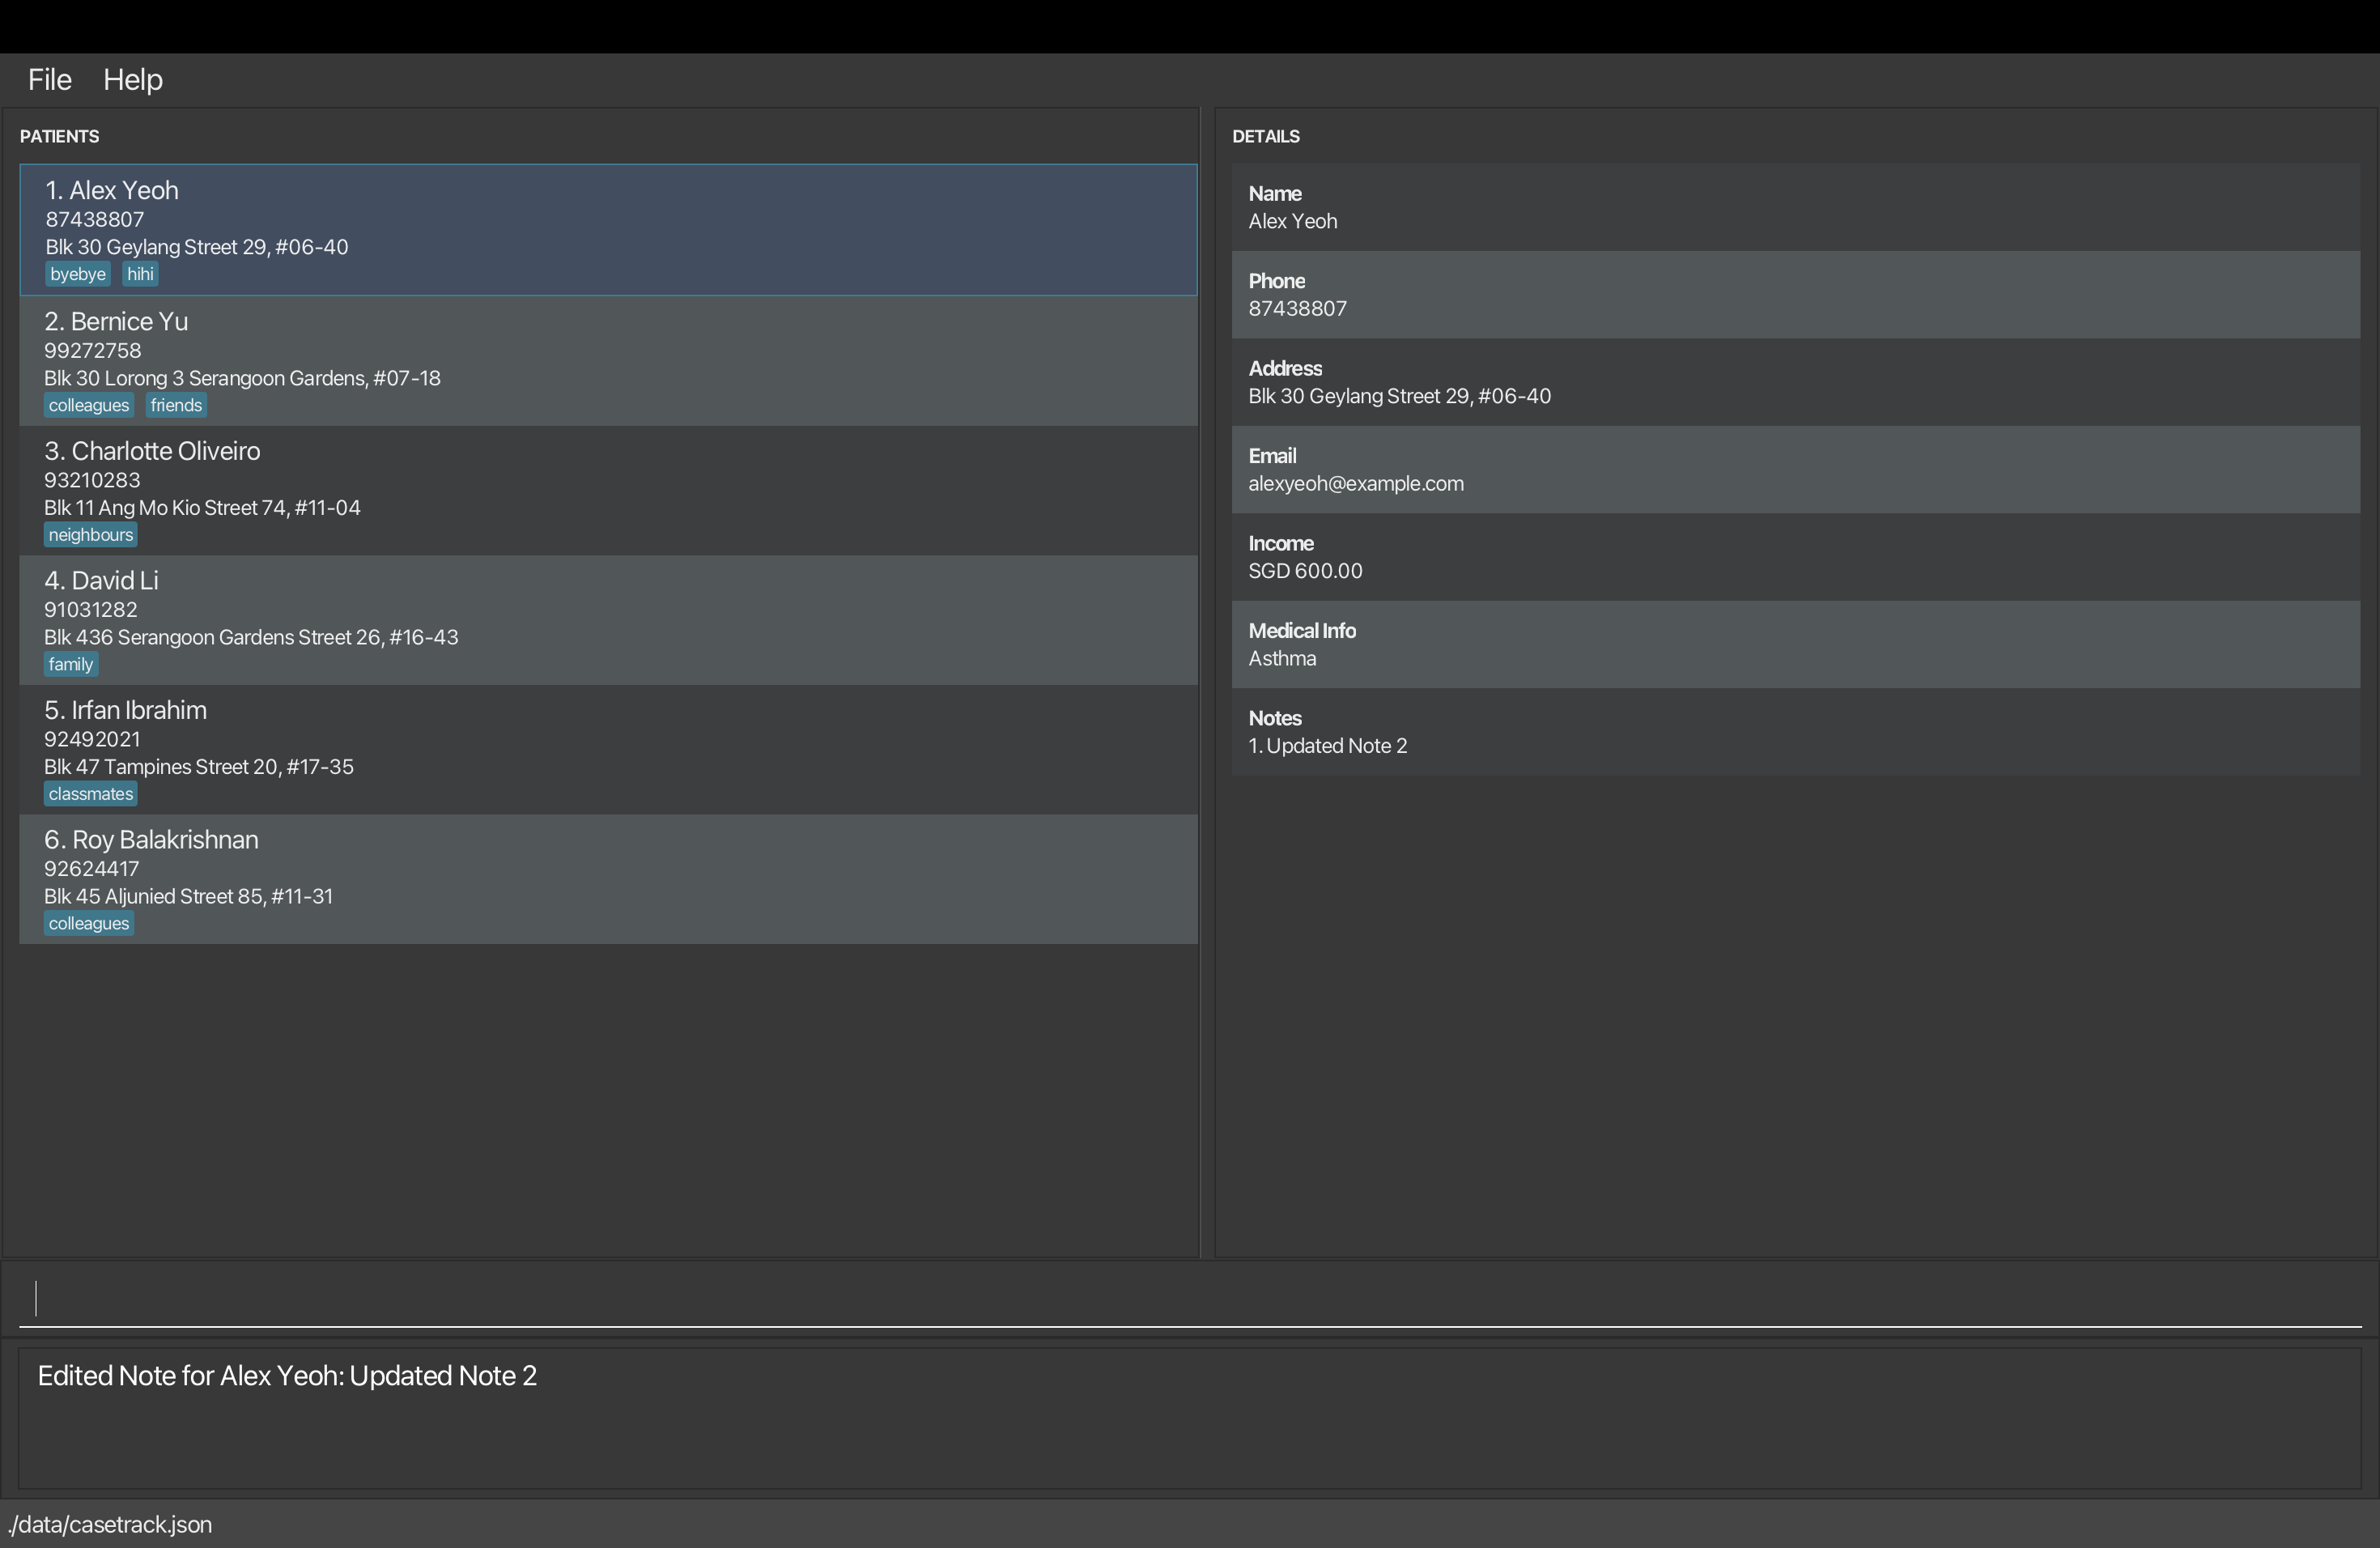 File Help
PATIENTS
1. Alex Yeoh
87438807
Blk 30 Geylang Street 29, #06-40
byebye hihi
2. Bernice Yu
99272758
Blk 30 Lorong 3 Serangoon Gardens, #07-18
colleagues friends
3. Charlotte Oliveiro
93210283
Blk 11 Ang Mo Kio Street 74, #11-04
neighbours
4. David Li
91031282
Blk 436 Serangoon Gardens Street 26, #16-43
family
5. Irfan Ibrahim
92492021
Blk 47 Tampines Street 20, #17-35
classmates
6. Roy Balakrishnan
92624417
Blk 45 Aljunied Street 85, #11-31
colleagues
DETAILS
Name
Alex Yeoh
Phone
87438807
Address
Blk 30 Geylang Street 29, #06-40
Email
alexyeoh@example.com
Income
SGD 600.00
Medical Info
Asthma
Notes
1. Updated Note 2
Edited Note for Alex Yeoh: Updated Note 2
./data/casetrack.json